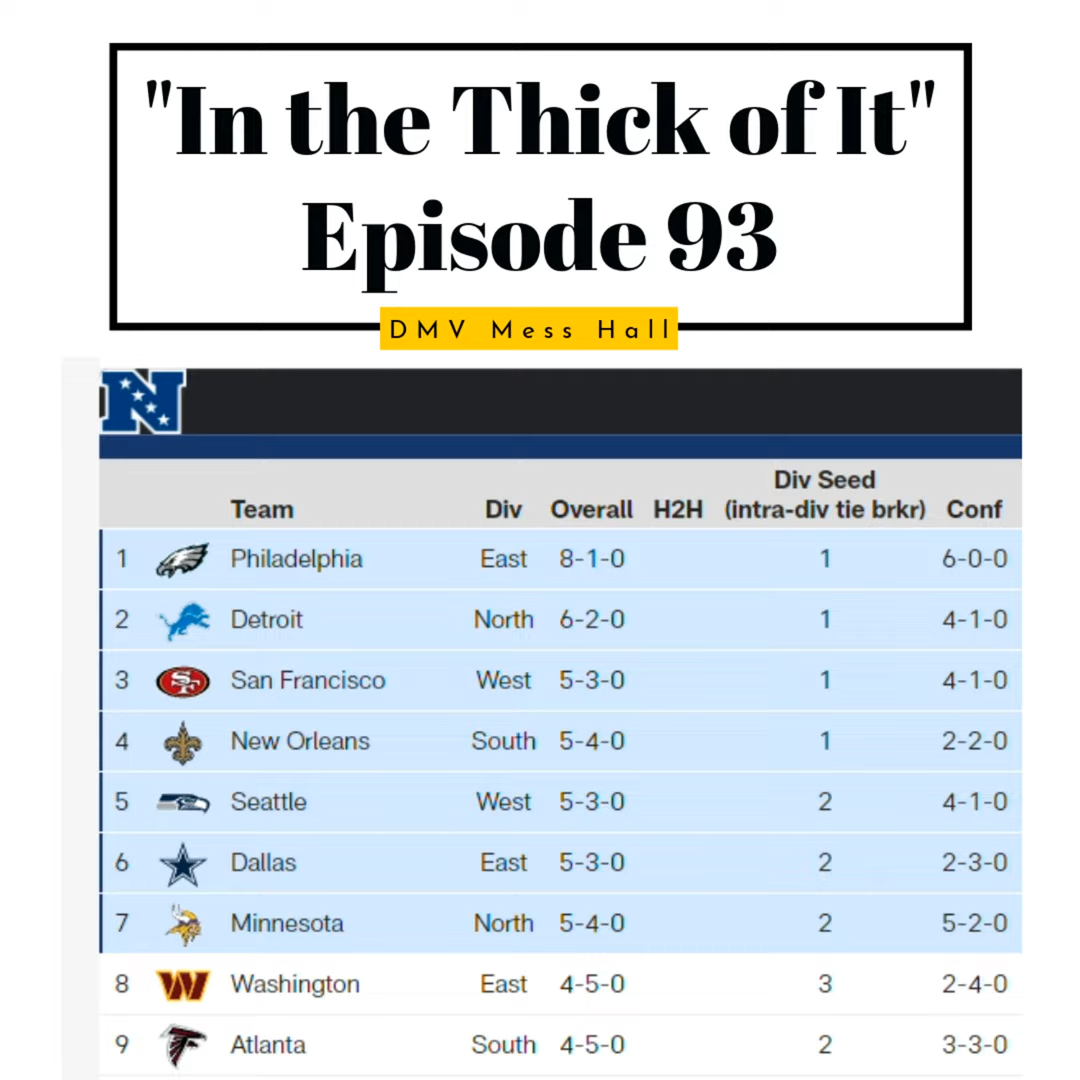 "In the Thick of It"
Episode 93
DMV Mess Hall
N
Div Seed
Team Div Overall H2H (intra-div tie brkr) Conf
1 Philadelphia East 8-1-0 1 6-0-0
2 Detroit North 6-2-0 1 4-1-0
3 SF San Francisco West 5-3-0 1 4-1-0
4 New Orleans South 5-4-0 1 2-2-0
5 Seattle West 5-3-0 2 4-1-0
6 Dallas East 5-3-0 2 2-3-0
7 Minnesota North 5-4-0 2 5-2-0
8 W Washington East 4-5-0 3 2-4-0
9 Atlanta South 4-5-0 2 3-3-0